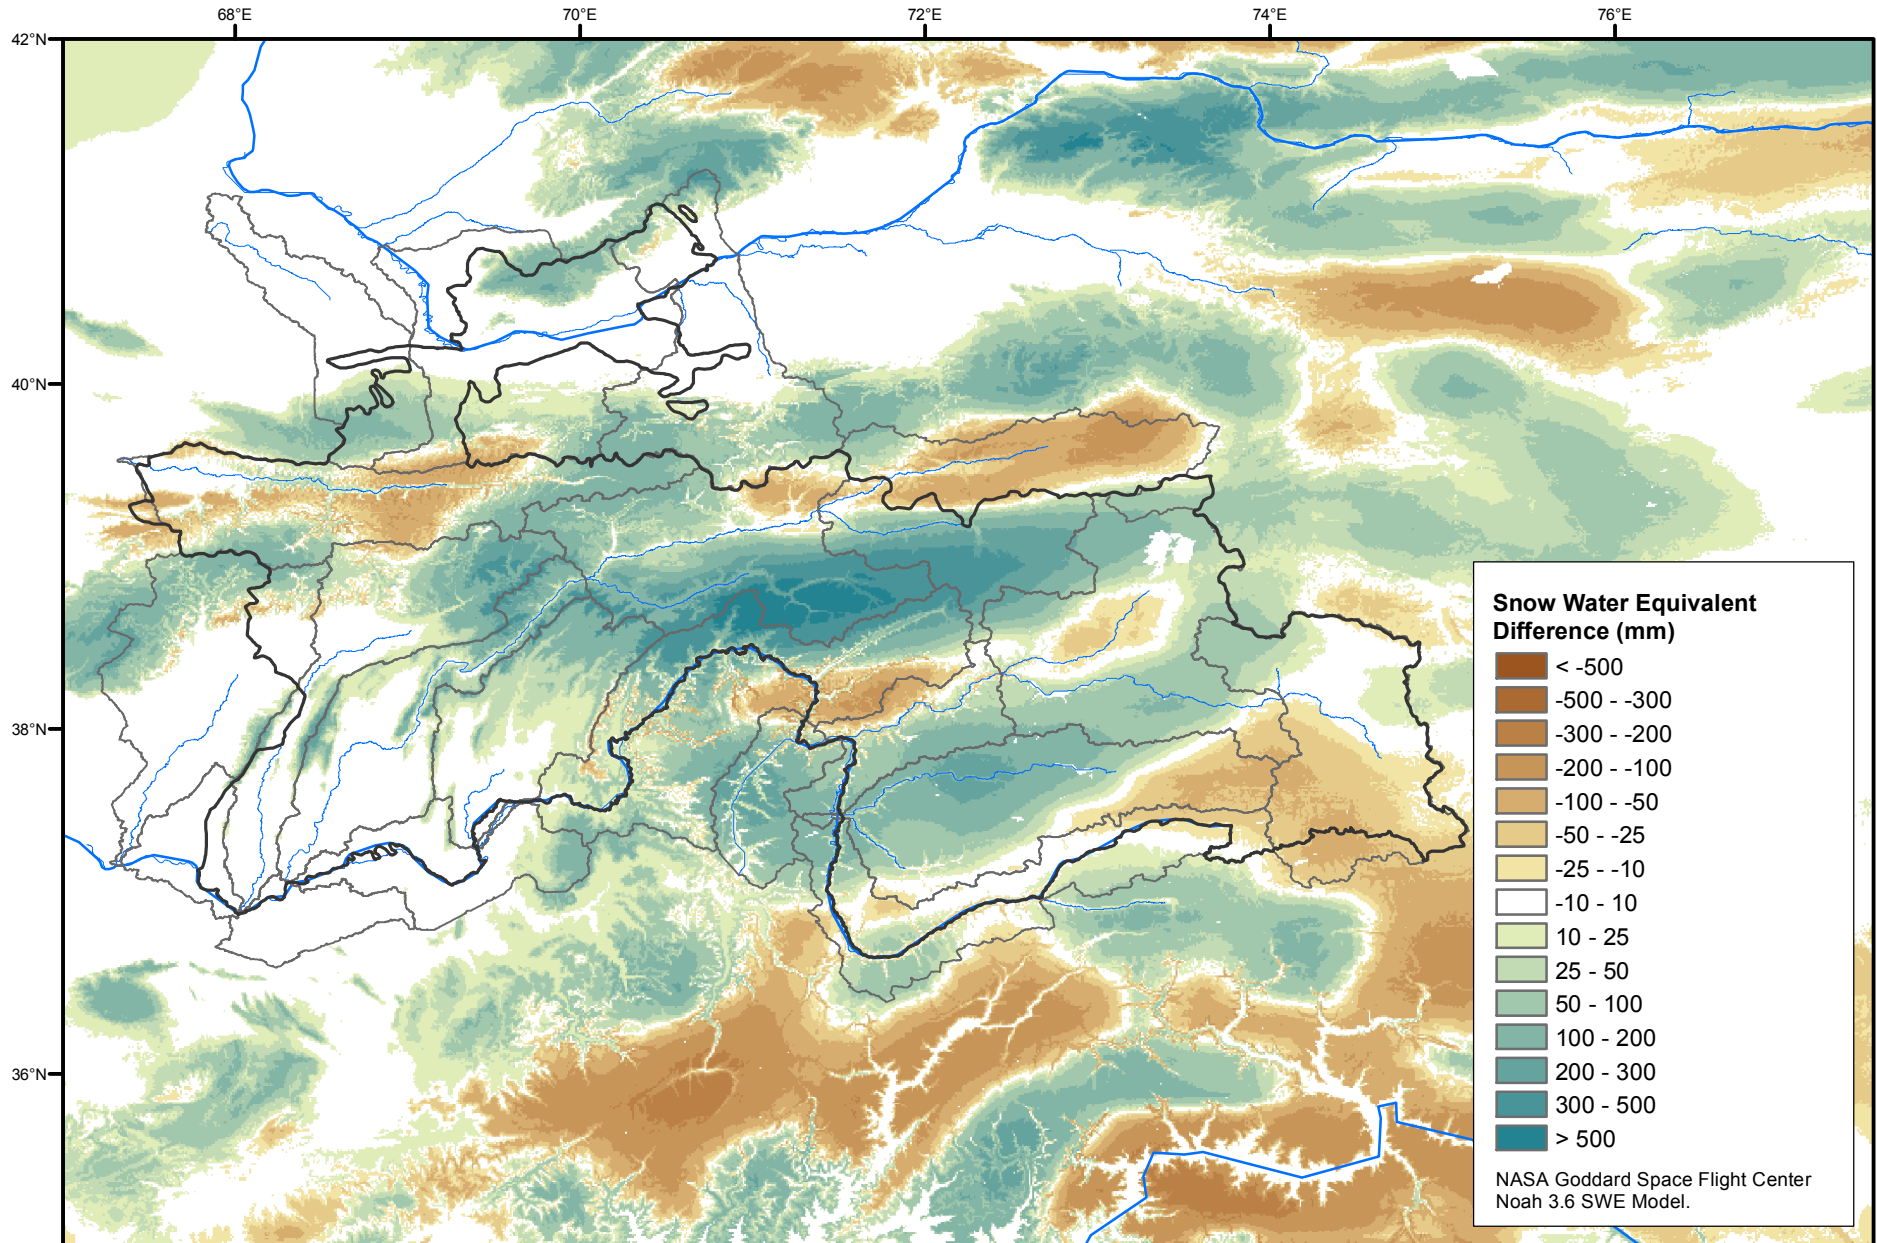 68°E 70°E 72°E 74°E 76°E
42°N
40°N
38°N
36°N
Snow Water Equivalent
Difference (mm)
< -500
-500 - -300
-300 - -200
-200 - -100
-100 - -50
-50 - -25
-25 - -10
-10 - 10
10 - 25
25 - 50
50 - 100
100 - 200
200 - 300
300 - 500
> 500
NASA Goddard Space Flight Center
Noah 3.6 SWE Model.